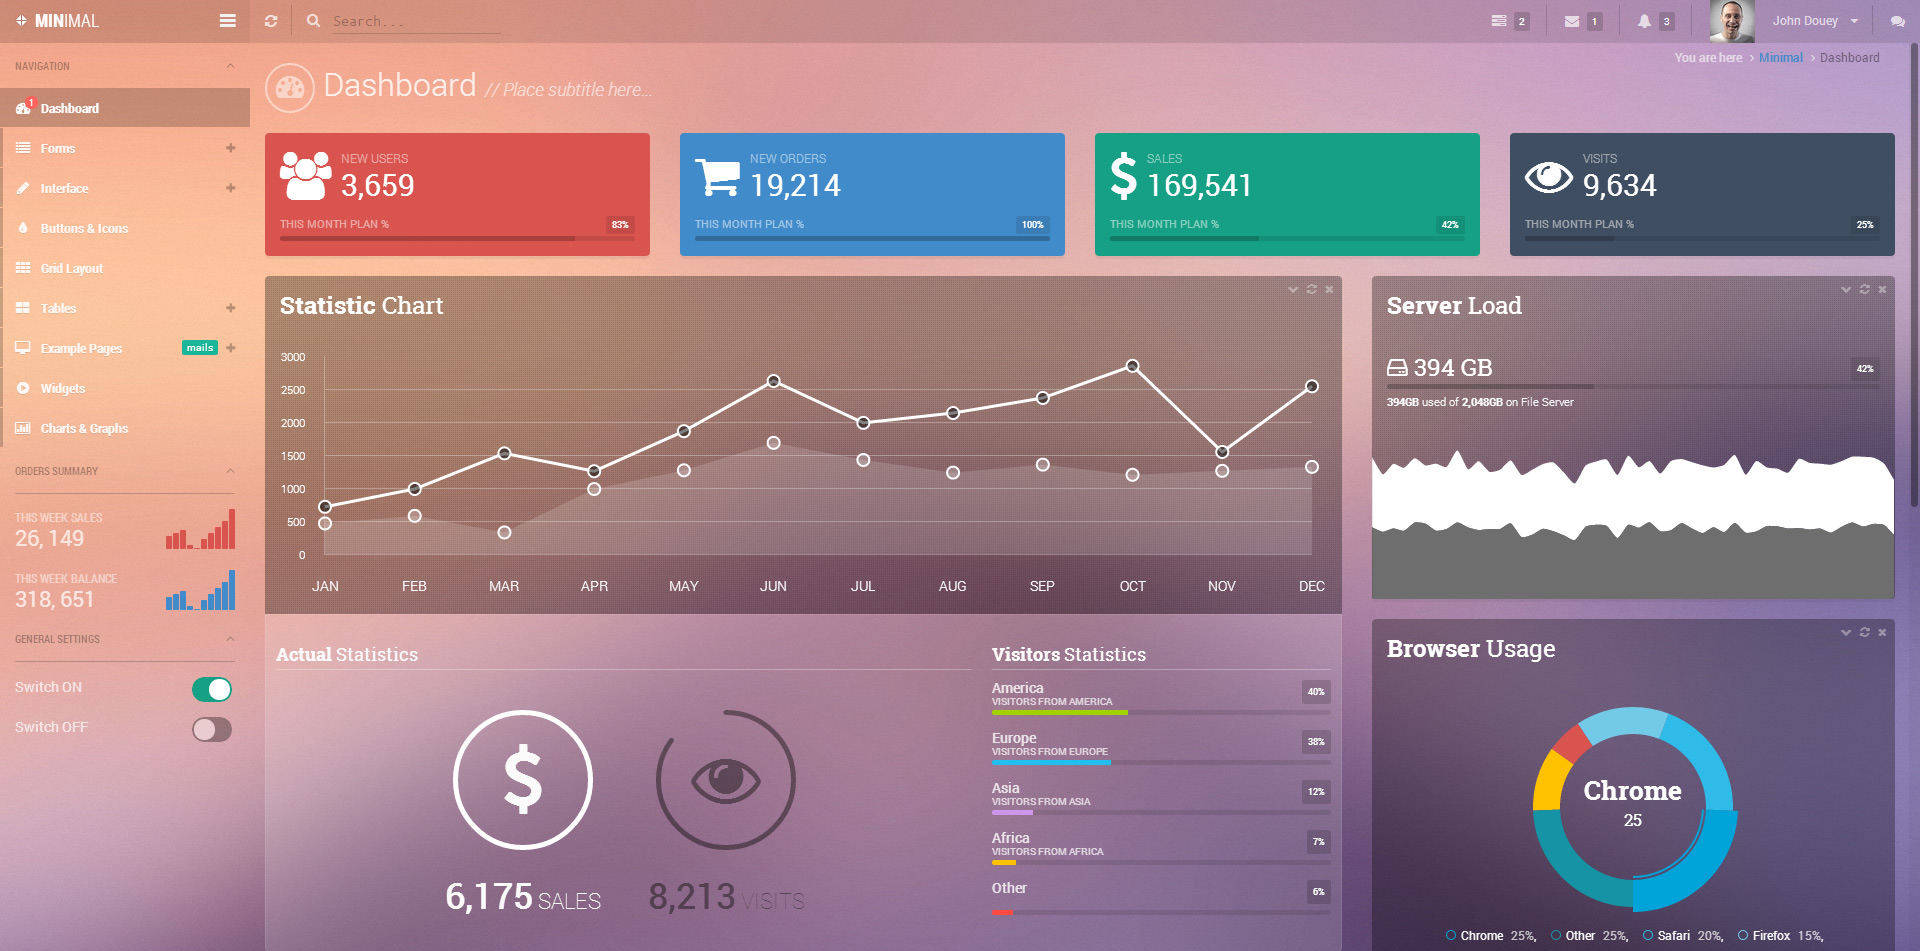 MINIMAL
Search...
2
1
3
John Douey
NAVIGATION
1
Dashboard
Forms
Interface
Buttons & Icons
Grid Layout
Tables
Example Pages mails
Widgets
Charts & Graphs
ORDERS SUMMARY
THIS WEEK SALES
26, 149
THIS WEEK BALANCE
318, 651
GENERAL SETTINGS
Switch ON
Switch OFF
You are here > Minimal > Dashboard
Dashboard // Place subtitle here...
NEW USERS
3,659
THIS MONTH PLAN % 83%
NEW ORDERS
19,214
THIS MONTH PLAN % 100%
SALES
169,541
THIS MONTH PLAN % 42%
VISITS
9,634
THIS MONTH PLAN % 25%
Statistic Chart
3000
2500
2000
1500
1000
500
0
JAN FEB MAR APR MAY JUN JUL AUG SEP OCT NOV DEC
Server Load
394 GB 42%
394GB used of 2,048GB on File Server
Actual Statistics
6,175 SALES
8,213 VISITS
Visitors Statistics
America 40%
VISITORS FROM AMERICA
Europe 38%
VISITORS FROM EUROPE
Asia 12%
VISITORS FROM ASIA
Africa 7%
VISITORS FROM AFRICA
Other 6%
Browser Usage
Chrome
25
Chrome 25%, Other 25%, Safari 20%, Firefox 15%,